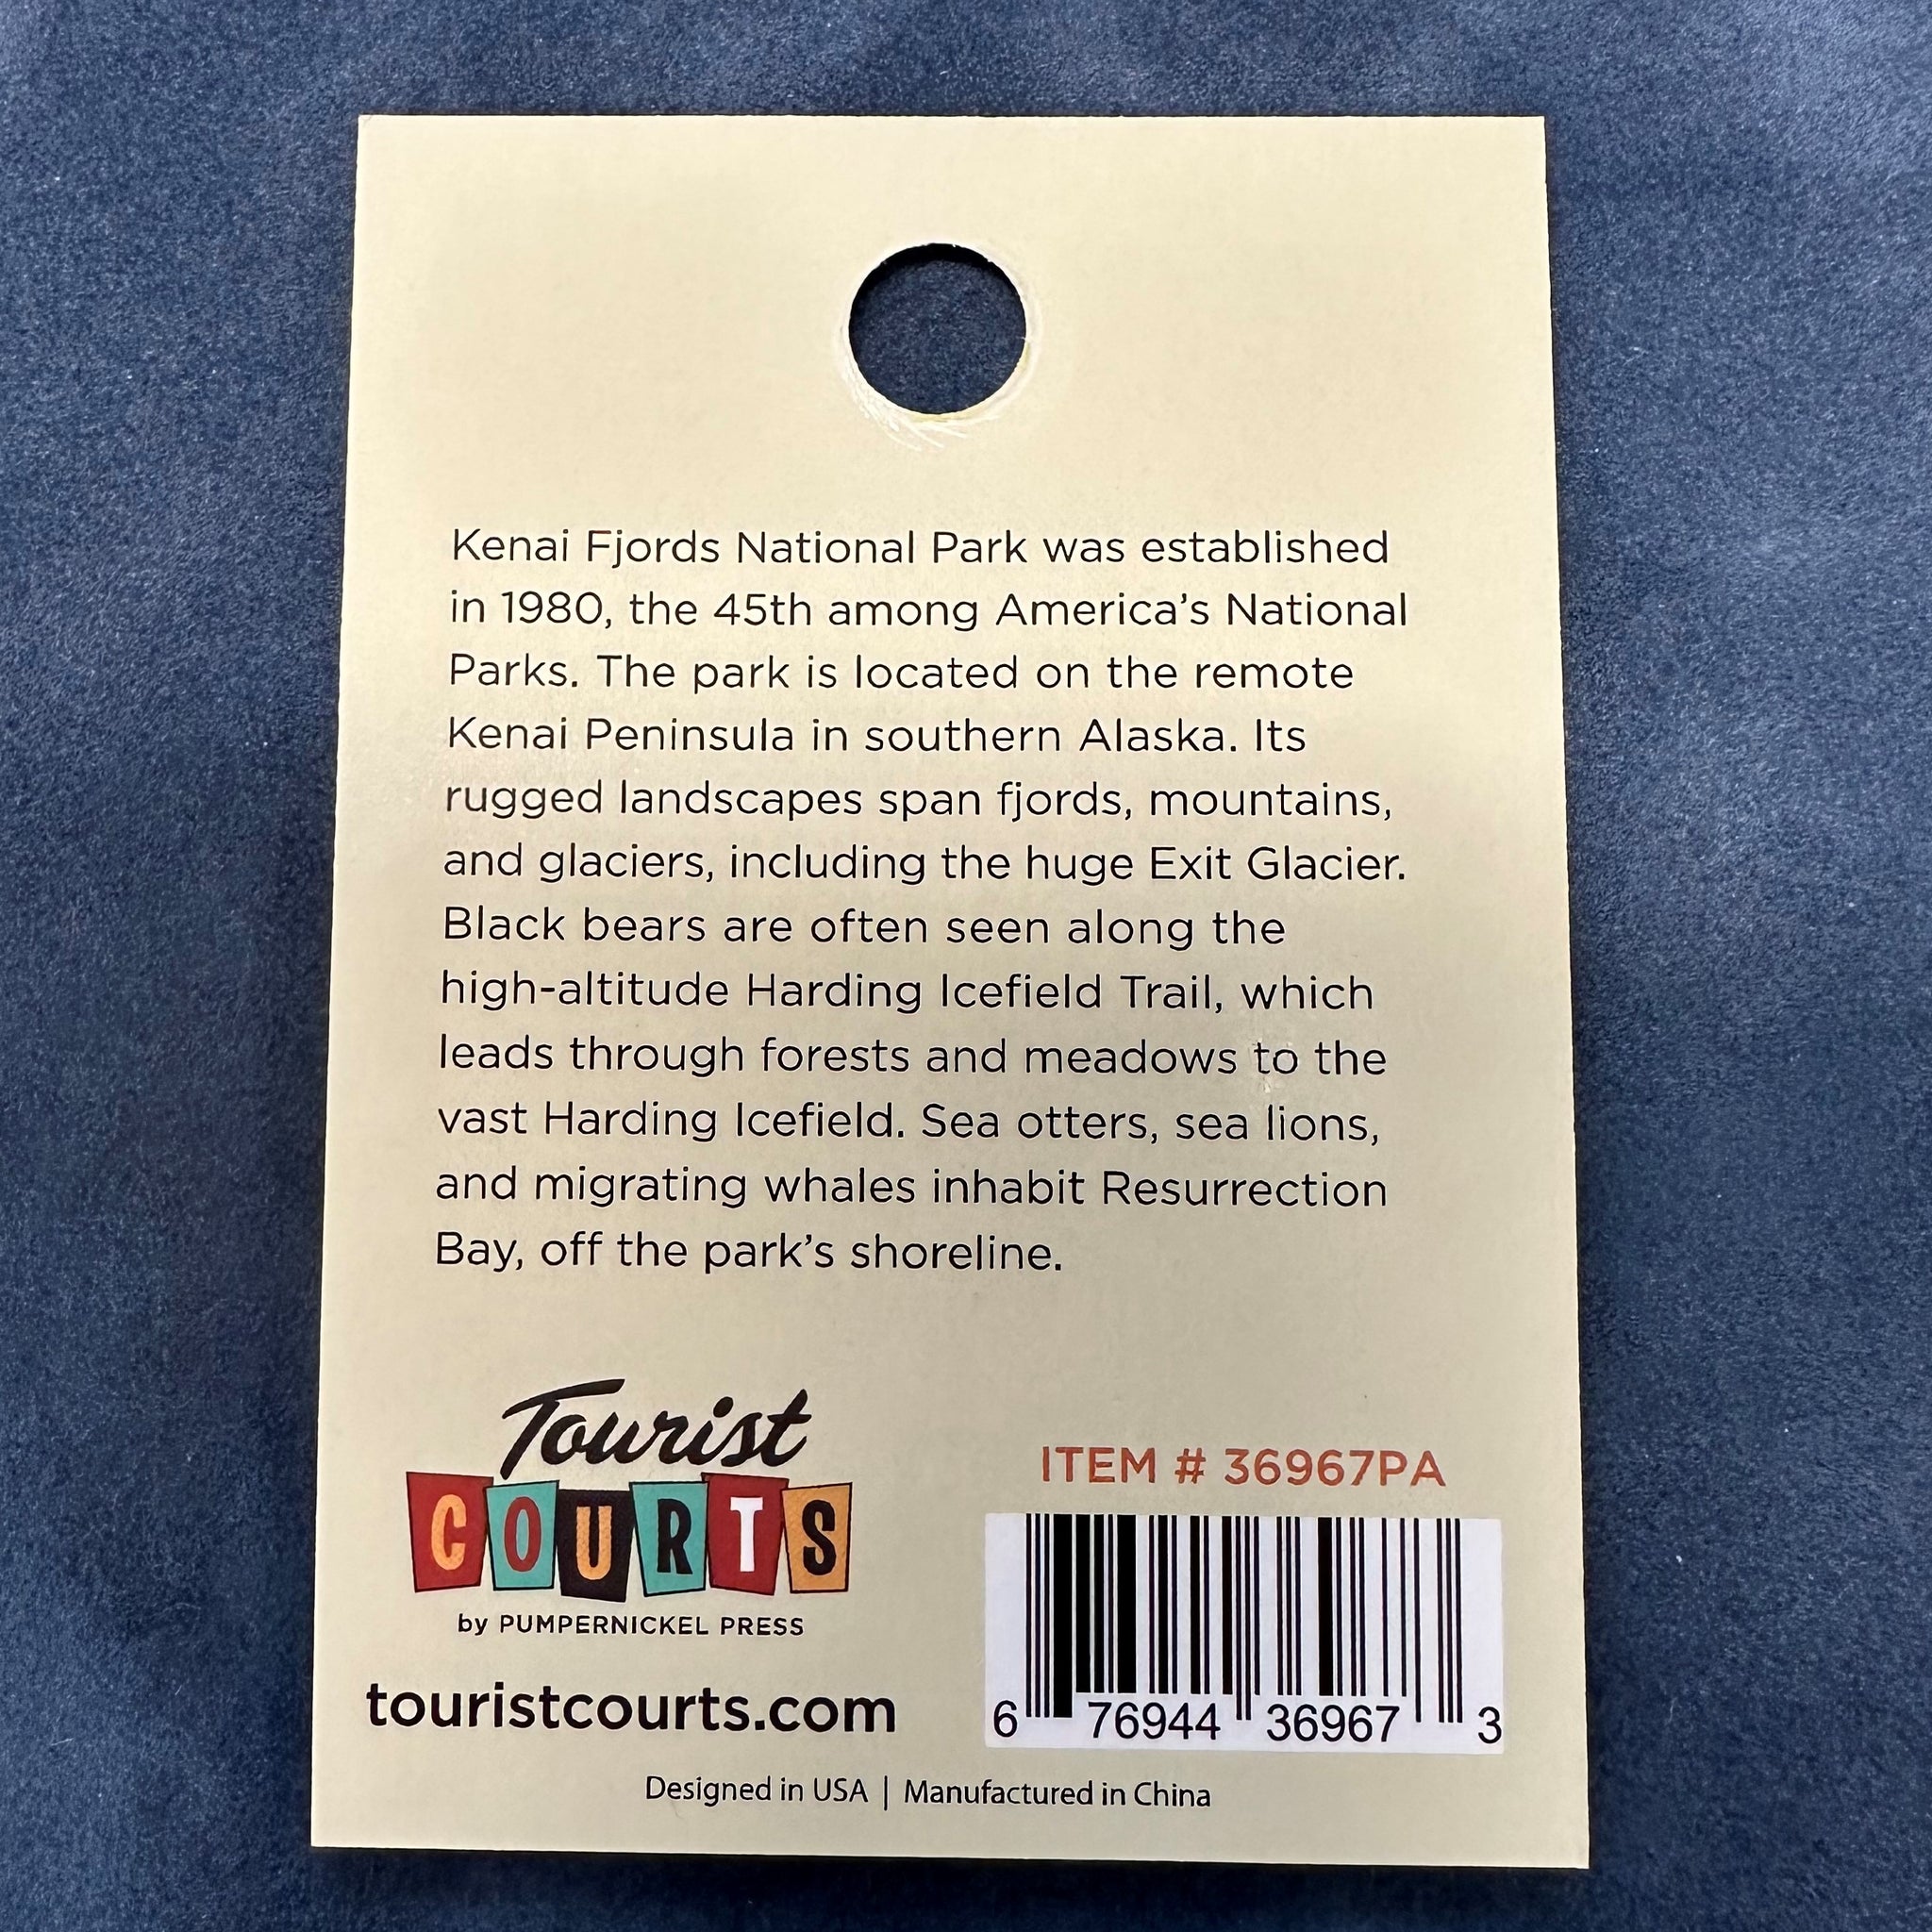 Kenai Fjords National Park was established
in 1980, the 45th among America's National
Parks. The park is located on the remote
Kenai Peninsula in southern Alaska. Its
rugged landscapes span fjords, mountains,
and glaciers, including the huge Exit Glacier.
Black bears are often seen along the
high-altitude Harding Icefield Trail, which
leads through forests and meadows to the
vast Harding Icefield. Sea otters, sea lions,
and migrating whales inhabit Resurrection
Bay, off the park's shoreline.
Tourist
COURTS
by PUMPERNICKEL PRESS
touristcourts.com
ITEM # 36967PA
6 76944 36967 3
Designed in USA | Manufactured in China